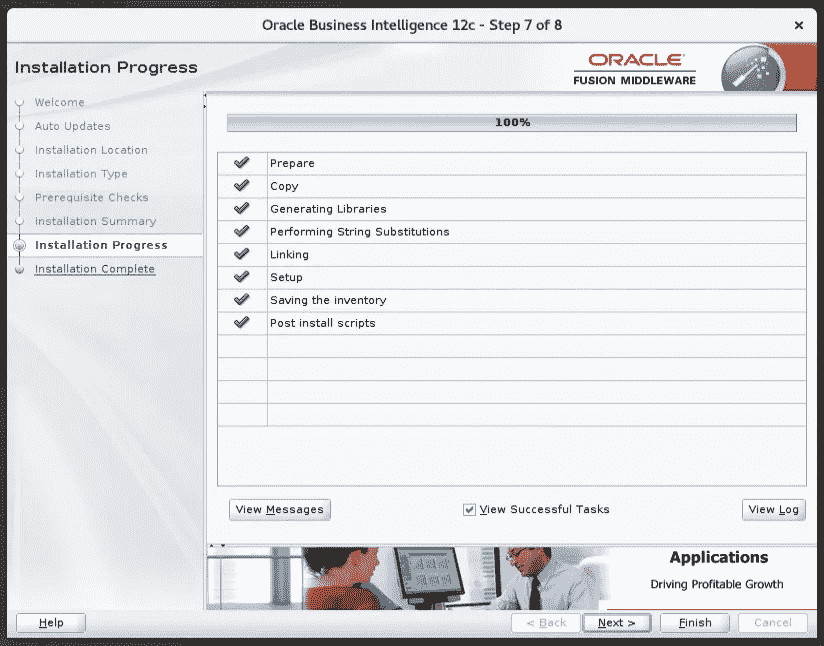 Oracle Business Intelligence 12c - Step 7 of 8
×
Installation Progress
ORACLE
FUSION MIDDLEWARE
Welcome
Auto Updates
Installation Location
Installation Type
Prerequisite Checks
Installation Summary
Installation Progress
Installation Complete
100%
Prepare
Copy
Generating Libraries
Performing String Substitutions
Linking
Setup
Saving the inventory
Post install scripts
View Messages
View Successful Tasks
View Log
Applications
Driving Profitable Growth
Help
< Back
Next >
Finish
Cancel